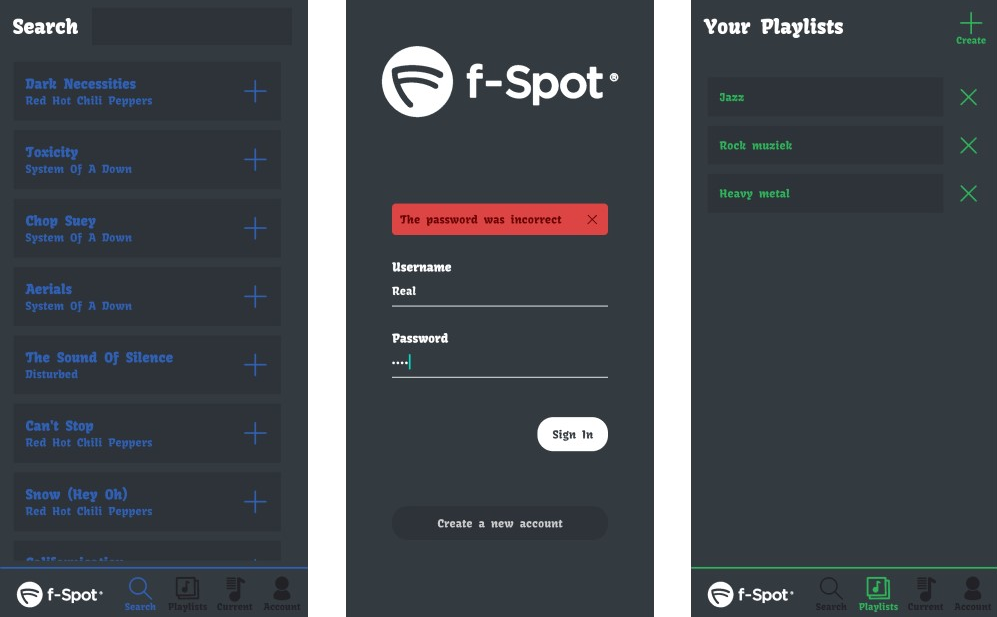 Search
Dark Necessities
Red Hot Chili Peppers
Toxicity
System Of A Down
Chop Suey
System Of A Down
Aerials
System Of A Down
The Sound Of Silence
Disturbed
Can't Stop
Red Hot Chili Peppers
Snow (Hey Oh)
Red Hot Chili Peppers
f-Spot®
Search
Playlists
Current
Account
f-Spot®
The password was incorrect
Username
Real
Password
••••
Sign In
Create a new account
Your Playlists
Create
Jazz
Rock muziek
Heavy metal
f-Spot®
Search
Playlists
Current
Account